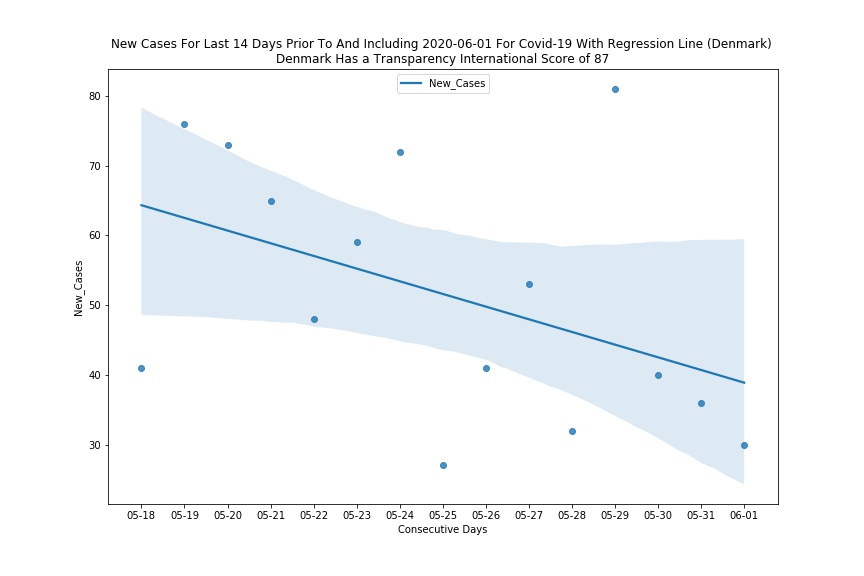 New Cases For Last 14 Days Prior To And Including 2020-06-01 For Covid-19 With Regression Line (Denmark)
Denmark Has a Transparency International Score of 87
New_Cases
80
70
60
50
40
30
New_Cases
05-18 05-19 05-20 05-21 05-22 05-23 05-24 05-25 05-26 05-27 05-28 05-29 05-30 05-31 06-01
Consecutive Days